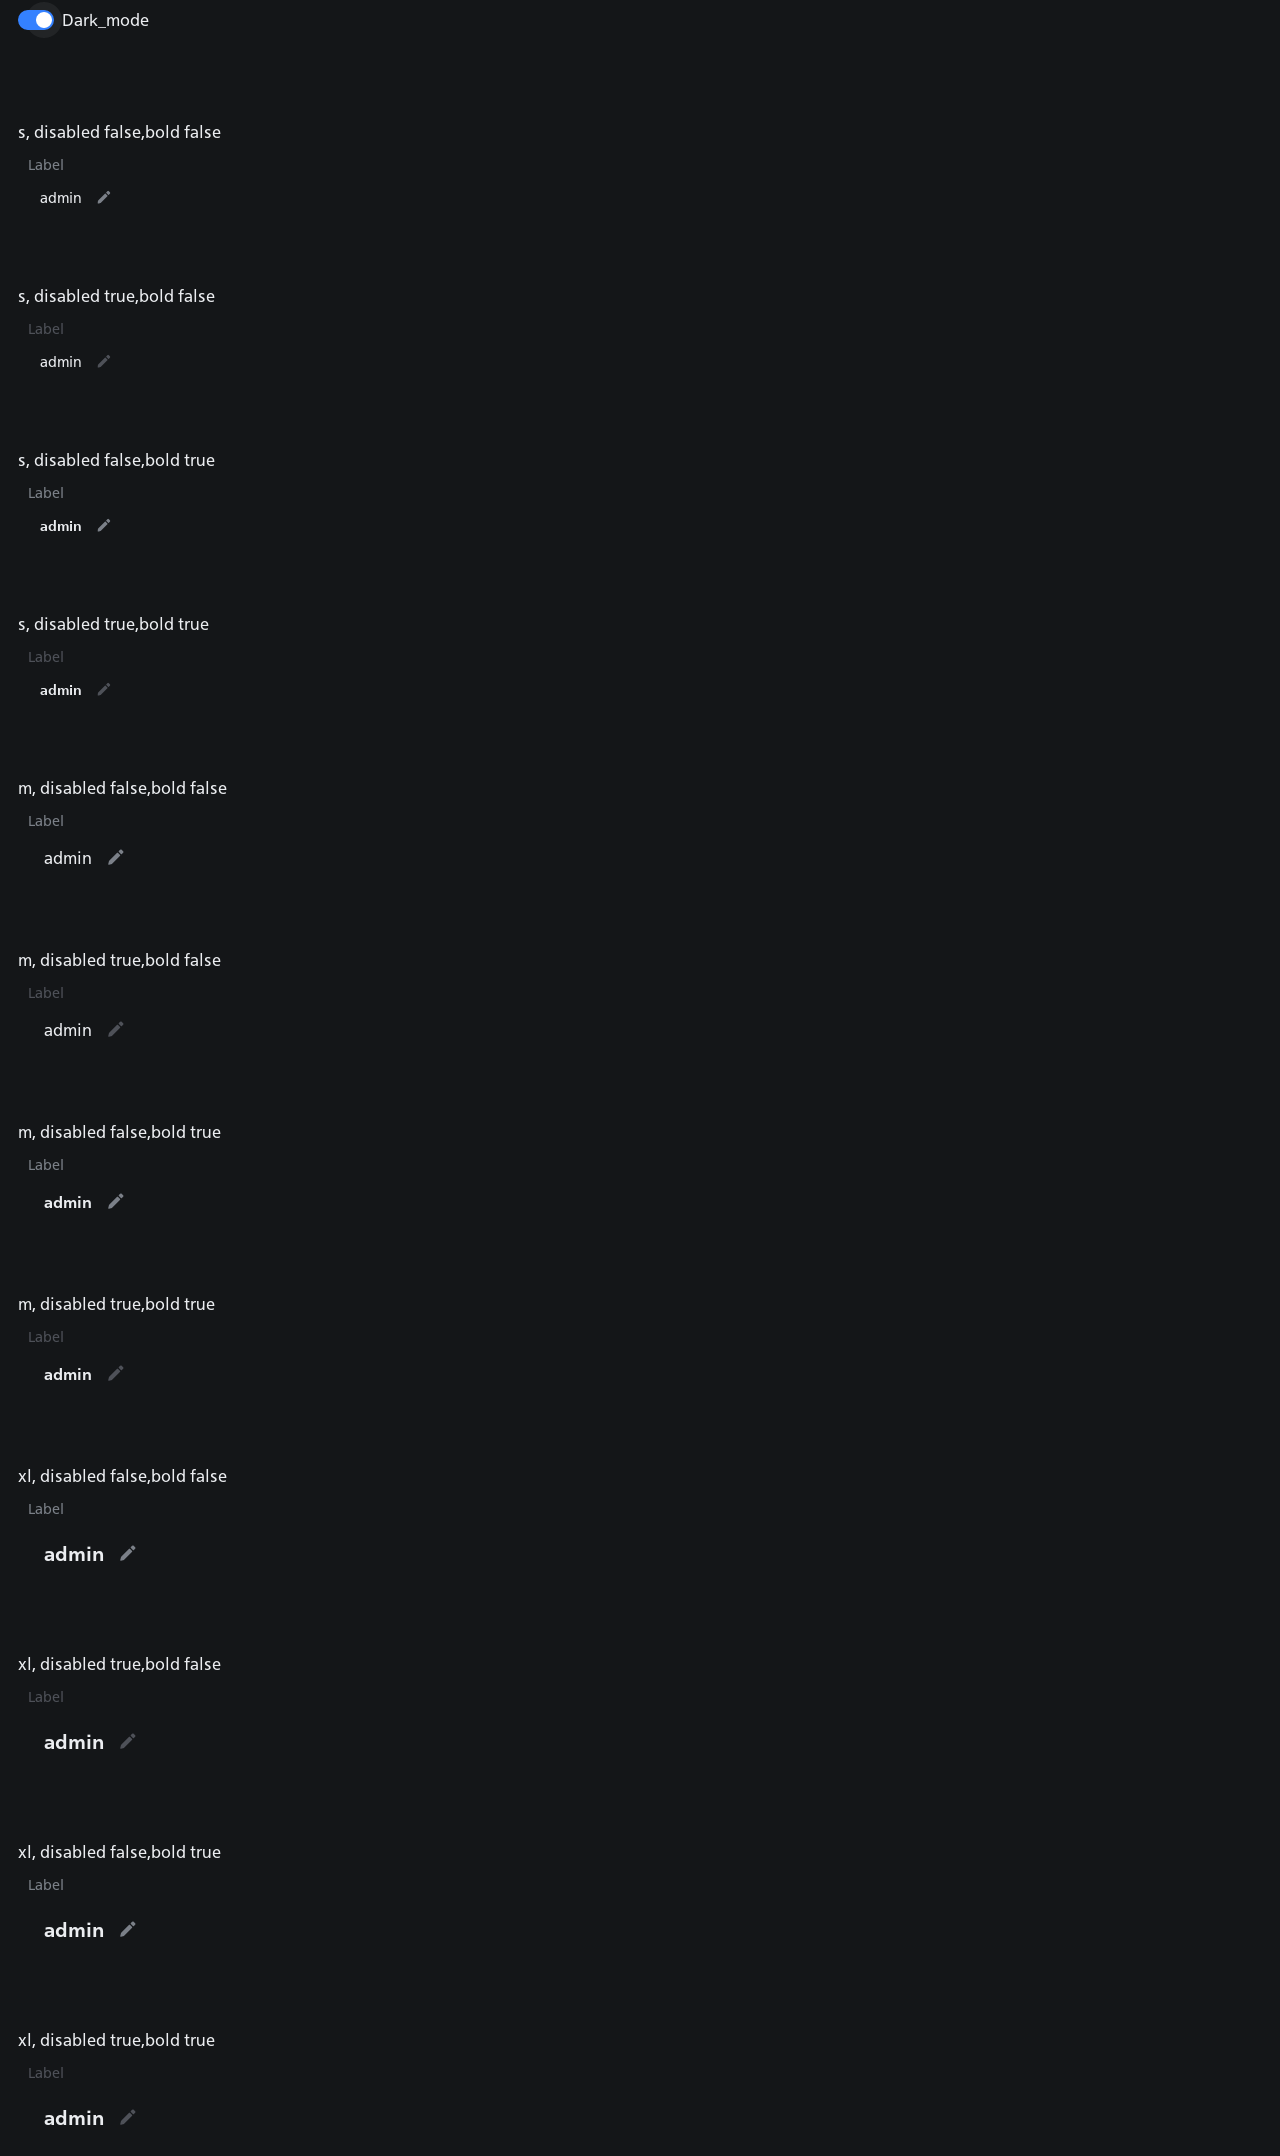 Dark_mode
s, disabled false,bold false
Label
admin
s, disabled true,bold false
Label
admin
s, disabled false,bold true
Label
admin
s, disabled true,bold true
Label
admin
m, disabled false,bold false
Label
admin
m, disabled true,bold false
Label
admin
m, disabled false,bold true
Label
admin
m, disabled true,bold true
Label
admin
xl, disabled false,bold false
Label
admin
xl, disabled true,bold false
Label
admin
xl, disabled false,bold true
Label
admin
xl, disabled true,bold true
Label
admin